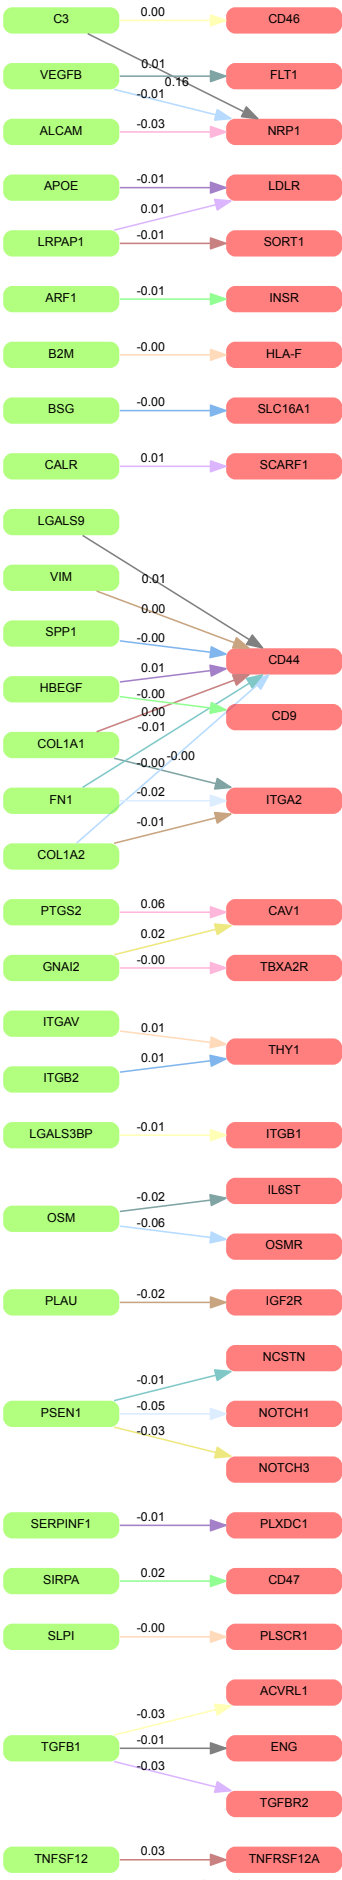 C3 0.00 CD46
VEGFB 0.01 FLT1
0.16
-0.01
ALCAM -0.03 NRP1
APOE -0.01 LDLR
0.01
LRPAP1 -0.01 SORT1
ARF1 -0.01 INSR
B2M -0.00 HLA-F
BSG -0.00 SLC16A1
CALR 0.01 SCARF1
LGALS9
VIM 0.01
0.00
SPP1 -0.00
CD44
HBEGF 0.01
-0.00
0.00 CD9
-0.01
COL1A1
-0.00
-0.00
FN1 -0.02 ITGA2
-0.01
COL1A2
PTGS2 0.06 CAV1
0.02
GNAI2 -0.00 TBXA2R
ITGAV 0.01
THY1
ITGB2 0.01
LGALS3BP -0.01 ITGB1
IL6ST
-0.02
OSM
-0.06
OSMR
PLAU -0.02 IGF2R
NCSTN
-0.01
PSEN1 -0.05 NOTCH1
-0.03
NOTCH3
SERPINF1 -0.01 PLXDC1
SIRPA 0.02 CD47
SLPI -0.00 PLSCR1
ACVRL1
-0.03
TGFB1 -0.01 ENG
-0.03
TGFBR2
TNFSF12 0.03 TNFRSF12A